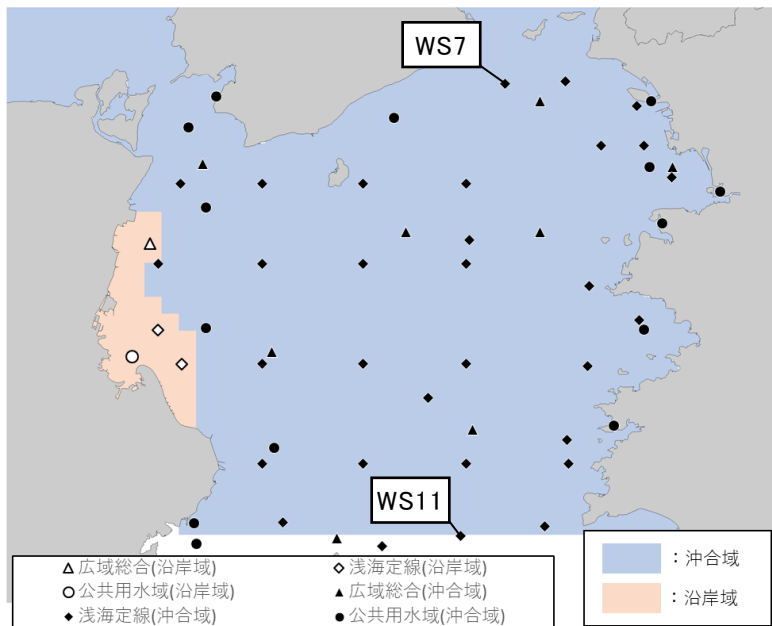 WS7
WS11
広域総合(沿岸域)
浅海定線(沿岸域)
公共用水域(沿岸域)
広域総合(沖合域)
浅海定線(沖合域)
公共用水域(沖合域)
：沖合域
：沿岸域